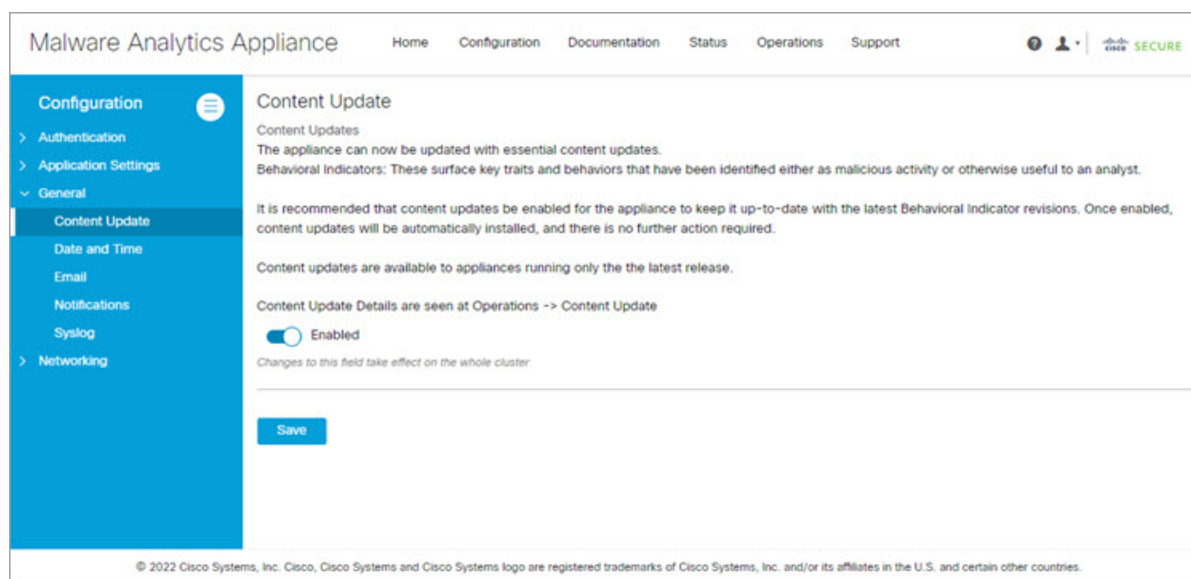 Malware Analytics Appliance
Home Configuration Documentation Status Operations Support
CISCO SECURE
Configuration
Authentication
Application Settings
General
Content Update
Date and Time
Email
Notifications
Syslog
Networking
Content Update
Content Updates
The appliance can now be updated with essential content updates.
Behavioral Indicators: These surface key traits and behaviors that have been identified either as malicious activity or otherwise useful to an analyst.
It is recommended that content updates be enabled for the appliance to keep it up-to-date with the latest Behavioral Indicator revisions. Once enabled,
content updates will be automatically installed, and there is no further action required.
Content updates are available to appliances running only the the latest release.
Content Update Details are seen at Operations -> Content Update
Enabled
Changes to this field take effect on the whole cluster
Save
© 2022 Cisco Systems, Inc. Cisco, Cisco Systems and Cisco Systems logo are registered trademarks of Cisco Systems, Inc. and/or its affiliates in the U.S. and certain other countries.